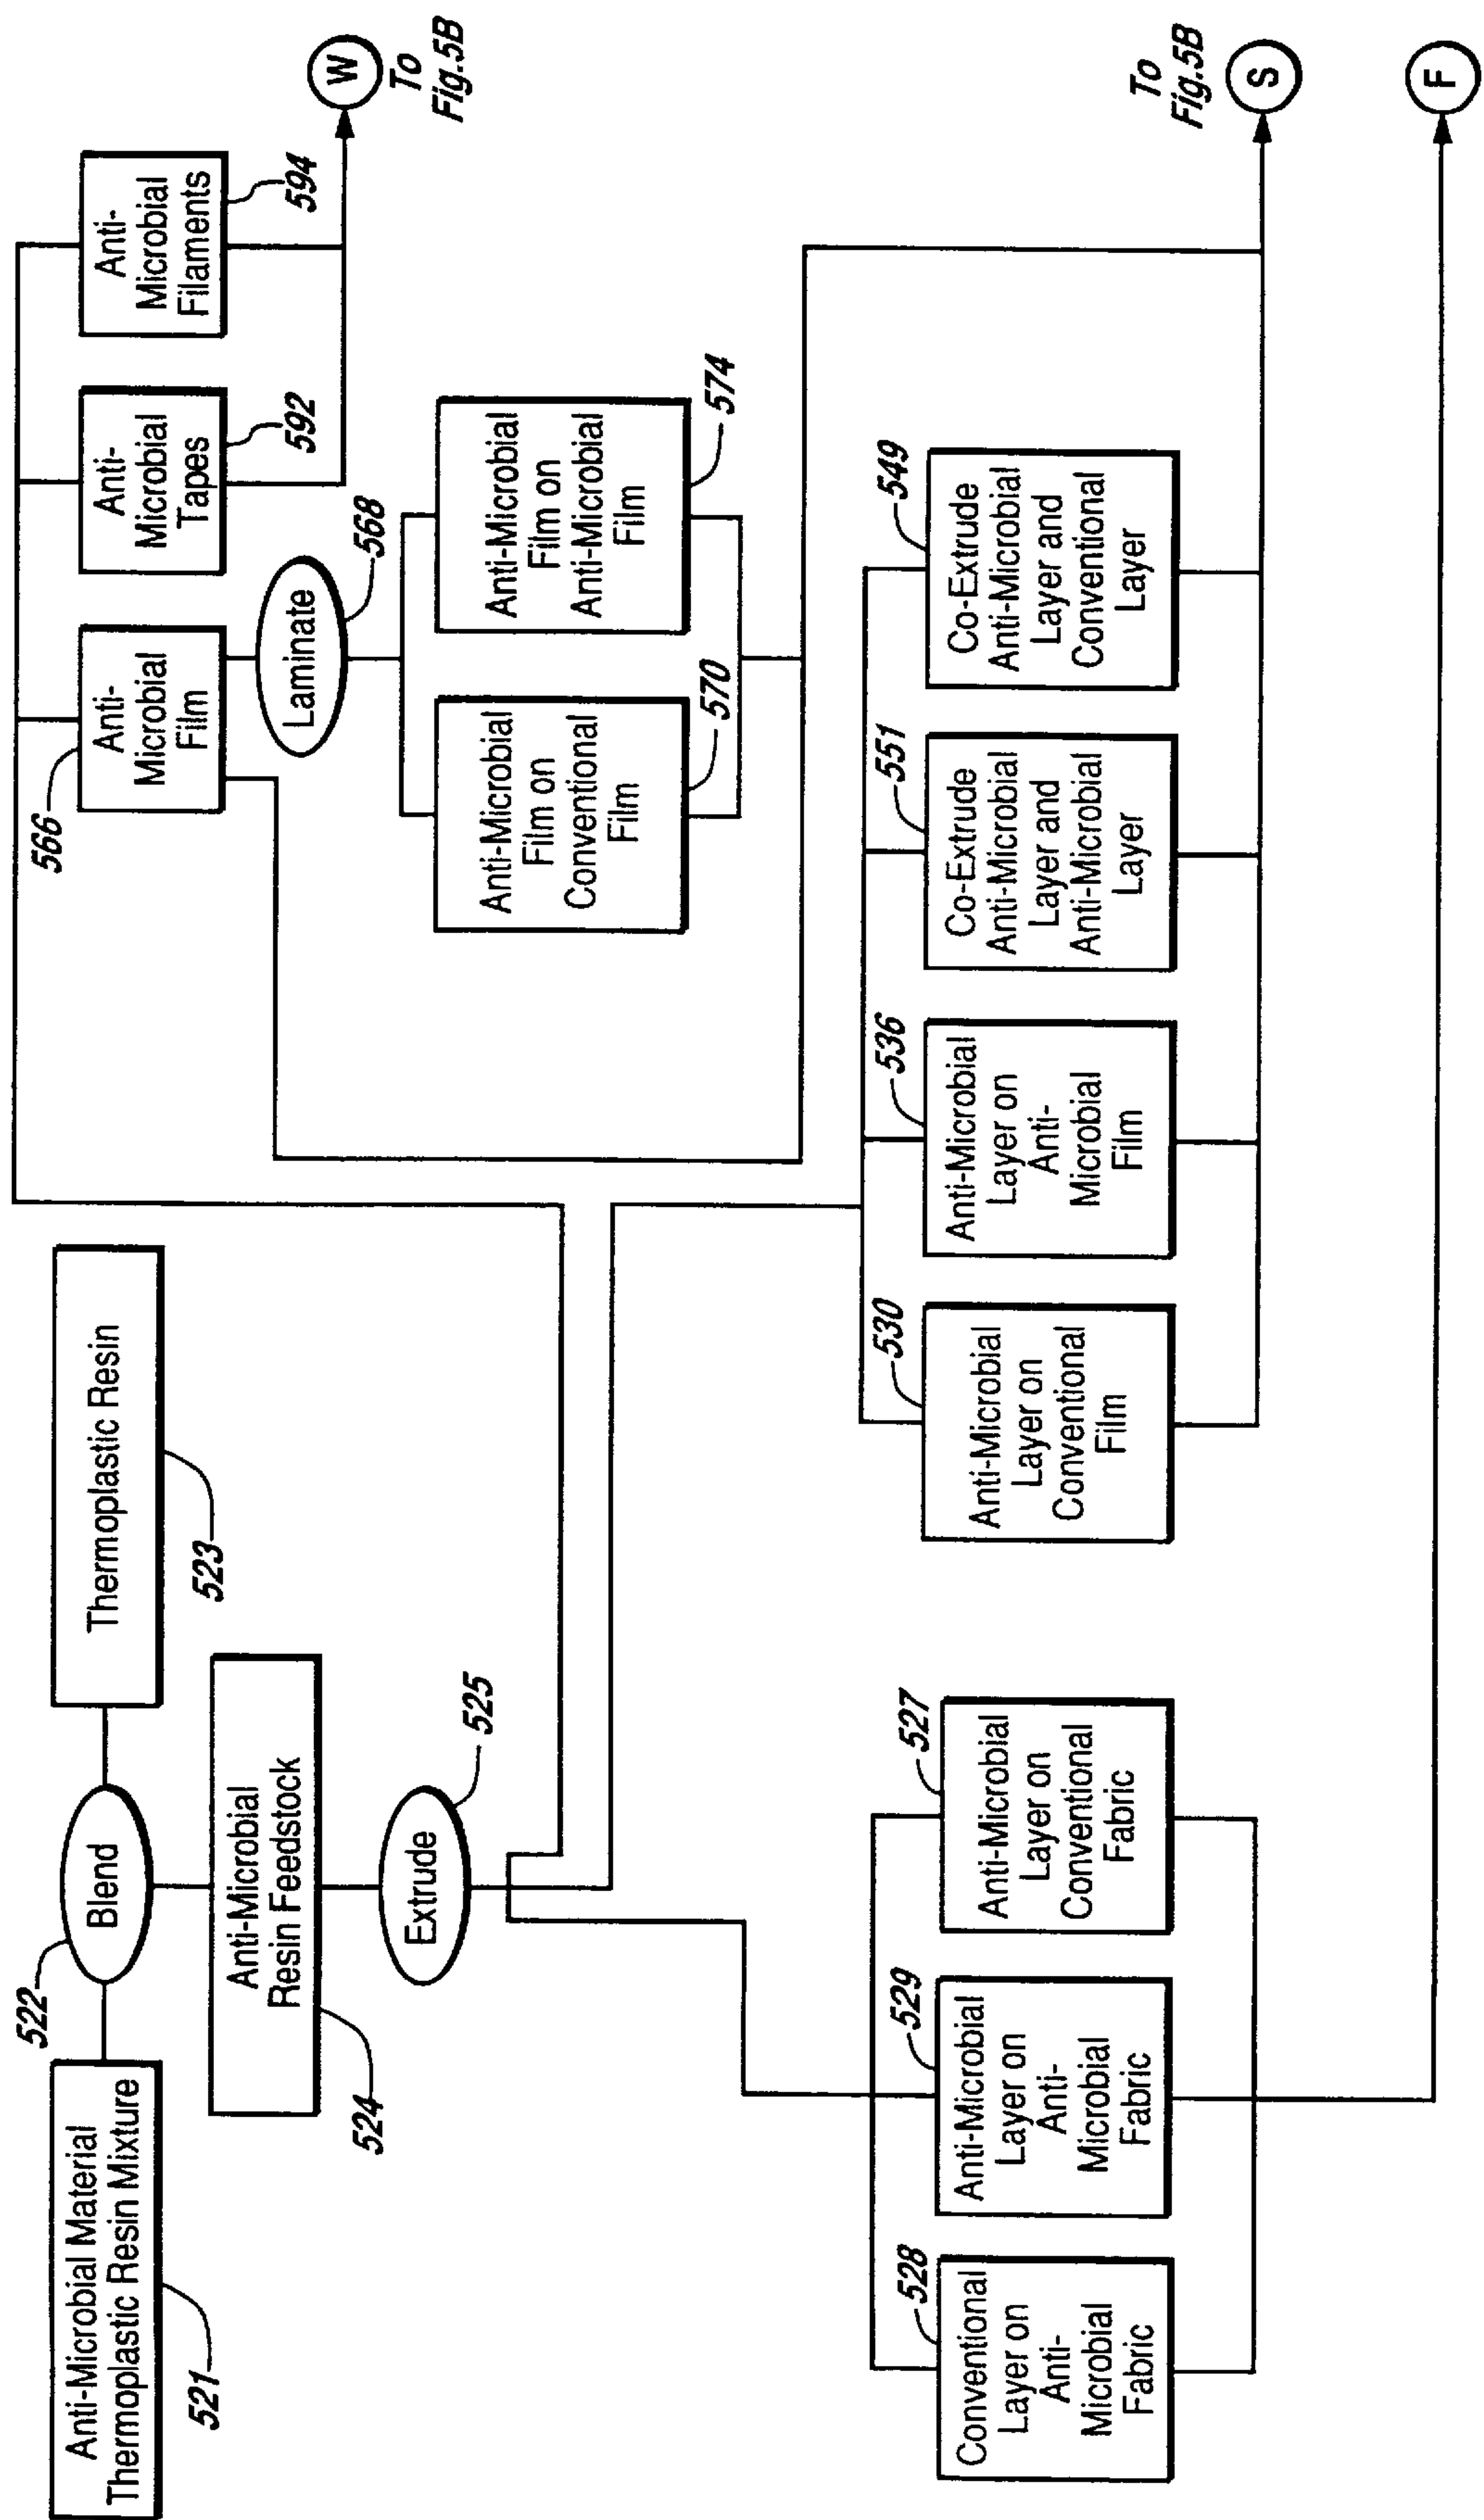 Anti-Microbial Material
Thermoplastic Resin Mixture
521
522
Blend
Thermoplastic Resin
523
Anti-Microbial
Resin Feedstock
524
Extrude
525
566
Anti-
Microbial
Film
Anti-
Microbial
Tapes
592
Anti-
Microbial
Filaments
594
W
To
Fig.5B
Laminate
568
Anti-Microbial
Film on
Conventional
Film
570
Anti-Microbial
Film on
Anti-Microbial
Film
574
528
Conventional
Layer on
Anti-
Microbial
Fabric
529
Anti-Microbial
Layer on
Anti-
Microbial
Fabric
527
Anti-Microbial
Layer on
Conventional
Fabric
530
Anti-Microbial
Layer on
Conventional
Film
536
Anti-Microbial
Layer on
Anti-
Microbial
Film
551
Co-Extrude
Anti-Microbial
Layer and
Anti-Microbial
Layer
549
Co-Extrude
Anti-Microbial
Layer and
Conventional
Layer
To
Fig.5B
S
F